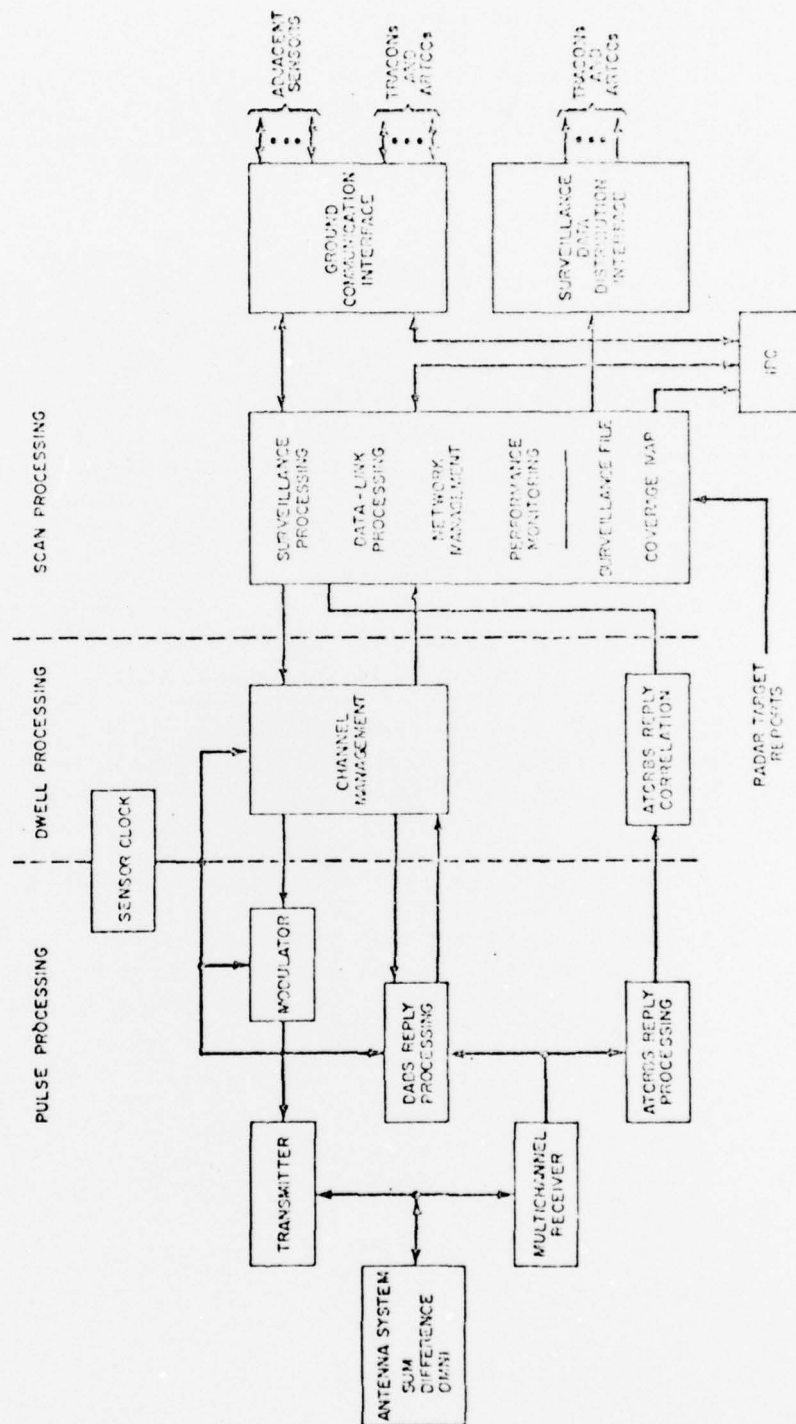 PULSE PROCESSING
DWELL PROCESSING
SCAN PROCESSING
SENSOR CLOCK
ANTENNA SYSTEM
SUM
DIFFERENCE
OMNI
TRANSMITTER
MODULATOR
CHANNEL
MANAGEMENT
DABS REPLY
PROCESSING
MULTICHANNEL
RECEIVER
ATCRBS REPLY
PROCESSING
ATCRBS REPLY
CORRELATION
SURVEILLANCE
PROCESSING
DATA-LINK
PROCESSING
NETWORK
MANAGEMENT
PERFORMANCE
MONITORING
SURVEILLANCE FILE
COVERAGE MAP
RADAR TARGET
REPORTS
GROUND
COMMUNICATION
INTERFACE
SURVEILLANCE
DATA
DISTRIBUTION
INTERFACE
IPC
ADJACENT
SENSORS
TRACONs
AND
ARTCCs
TRACONs
AND
ARTCCs